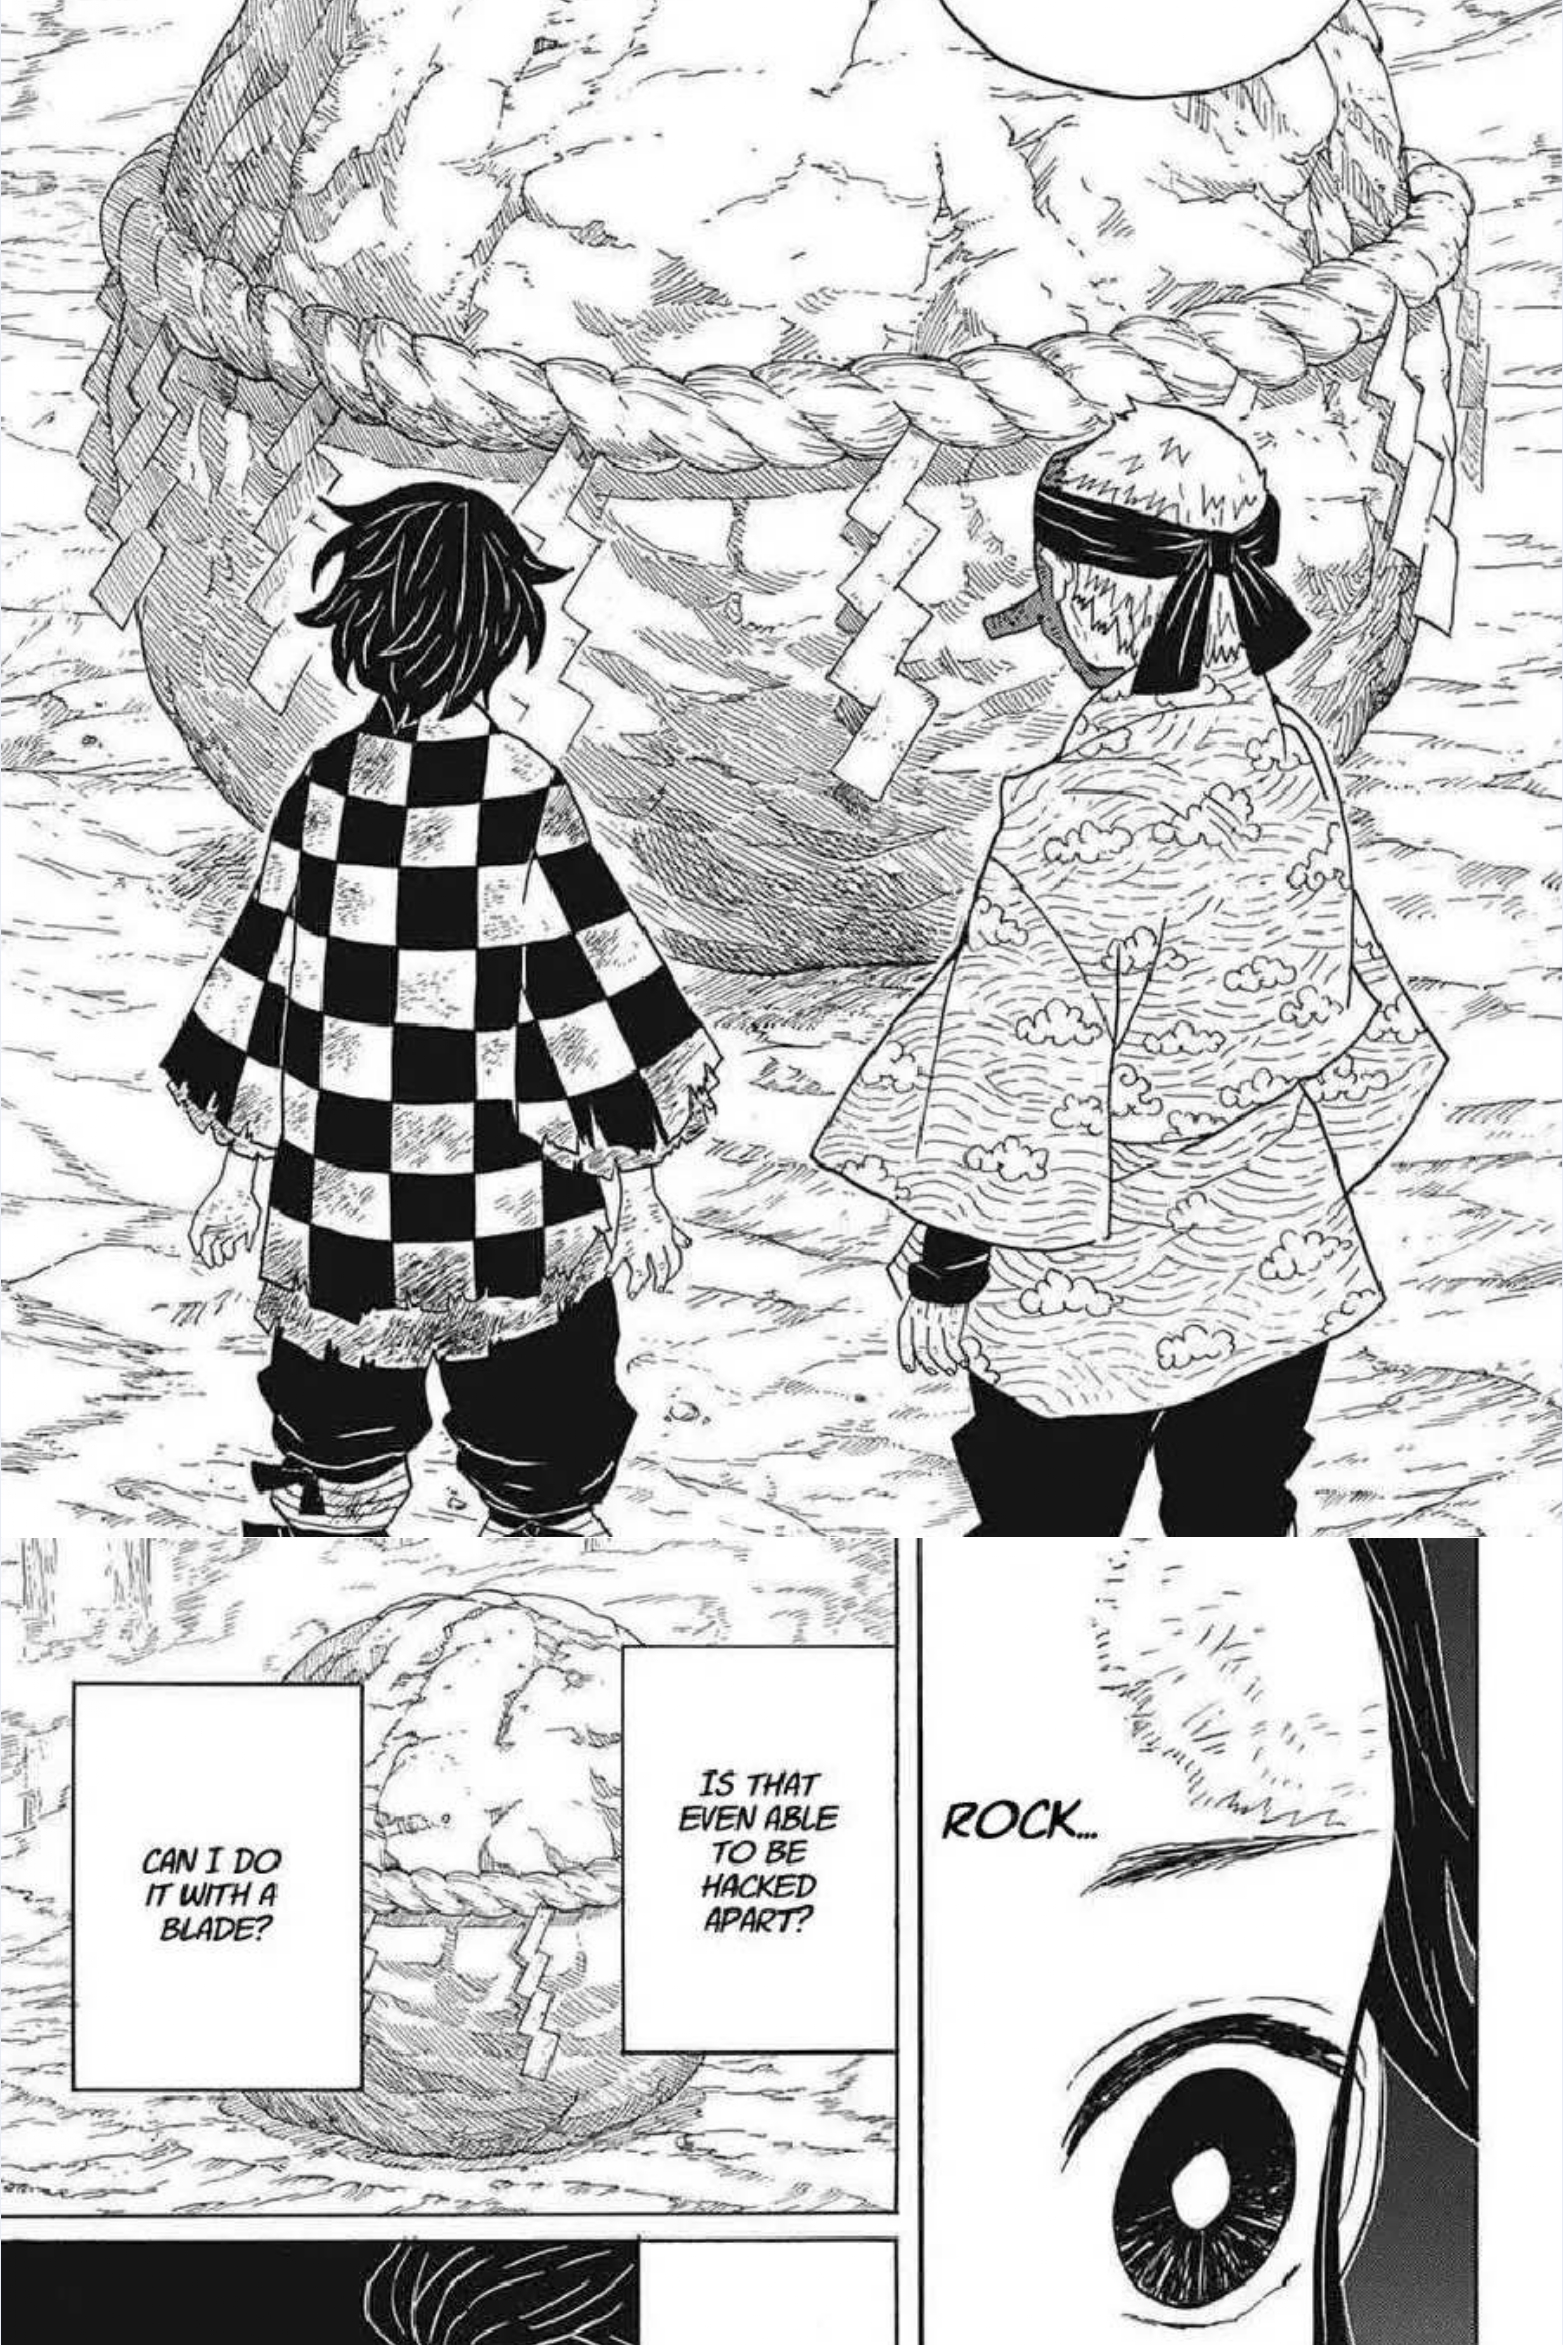 ROCK...
IS THAT
EVEN ABLE
TO BE
HACKED
APART?
CAN I DO
IT WITH A
BLADE?